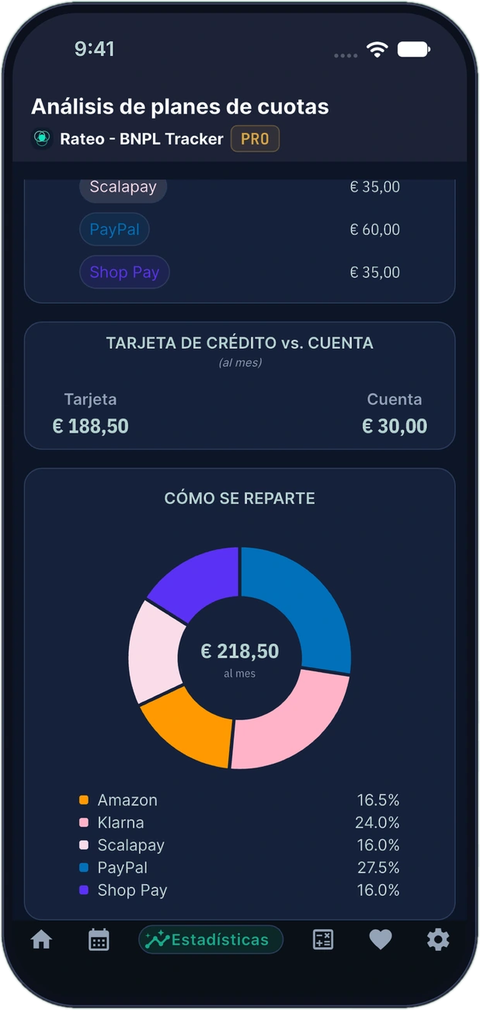 9:41
Análisis de planes de cuotas
Rateo - BNPL Tracker PRO
Scalapay € 35,00
PayPal € 60,00
Shop Pay € 35,00
TARJETA DE CRÉDITO vs. CUENTA
(al mes)
Tarjeta Cuenta
€ 188,50 € 30,00
CÓMO SE REPARTE
€ 218,50
al mes
Amazon 16.5%
Klarna 24.0%
Scalapay 16.0%
PayPal 27.5%
Shop Pay 16.0%
Estadísticas